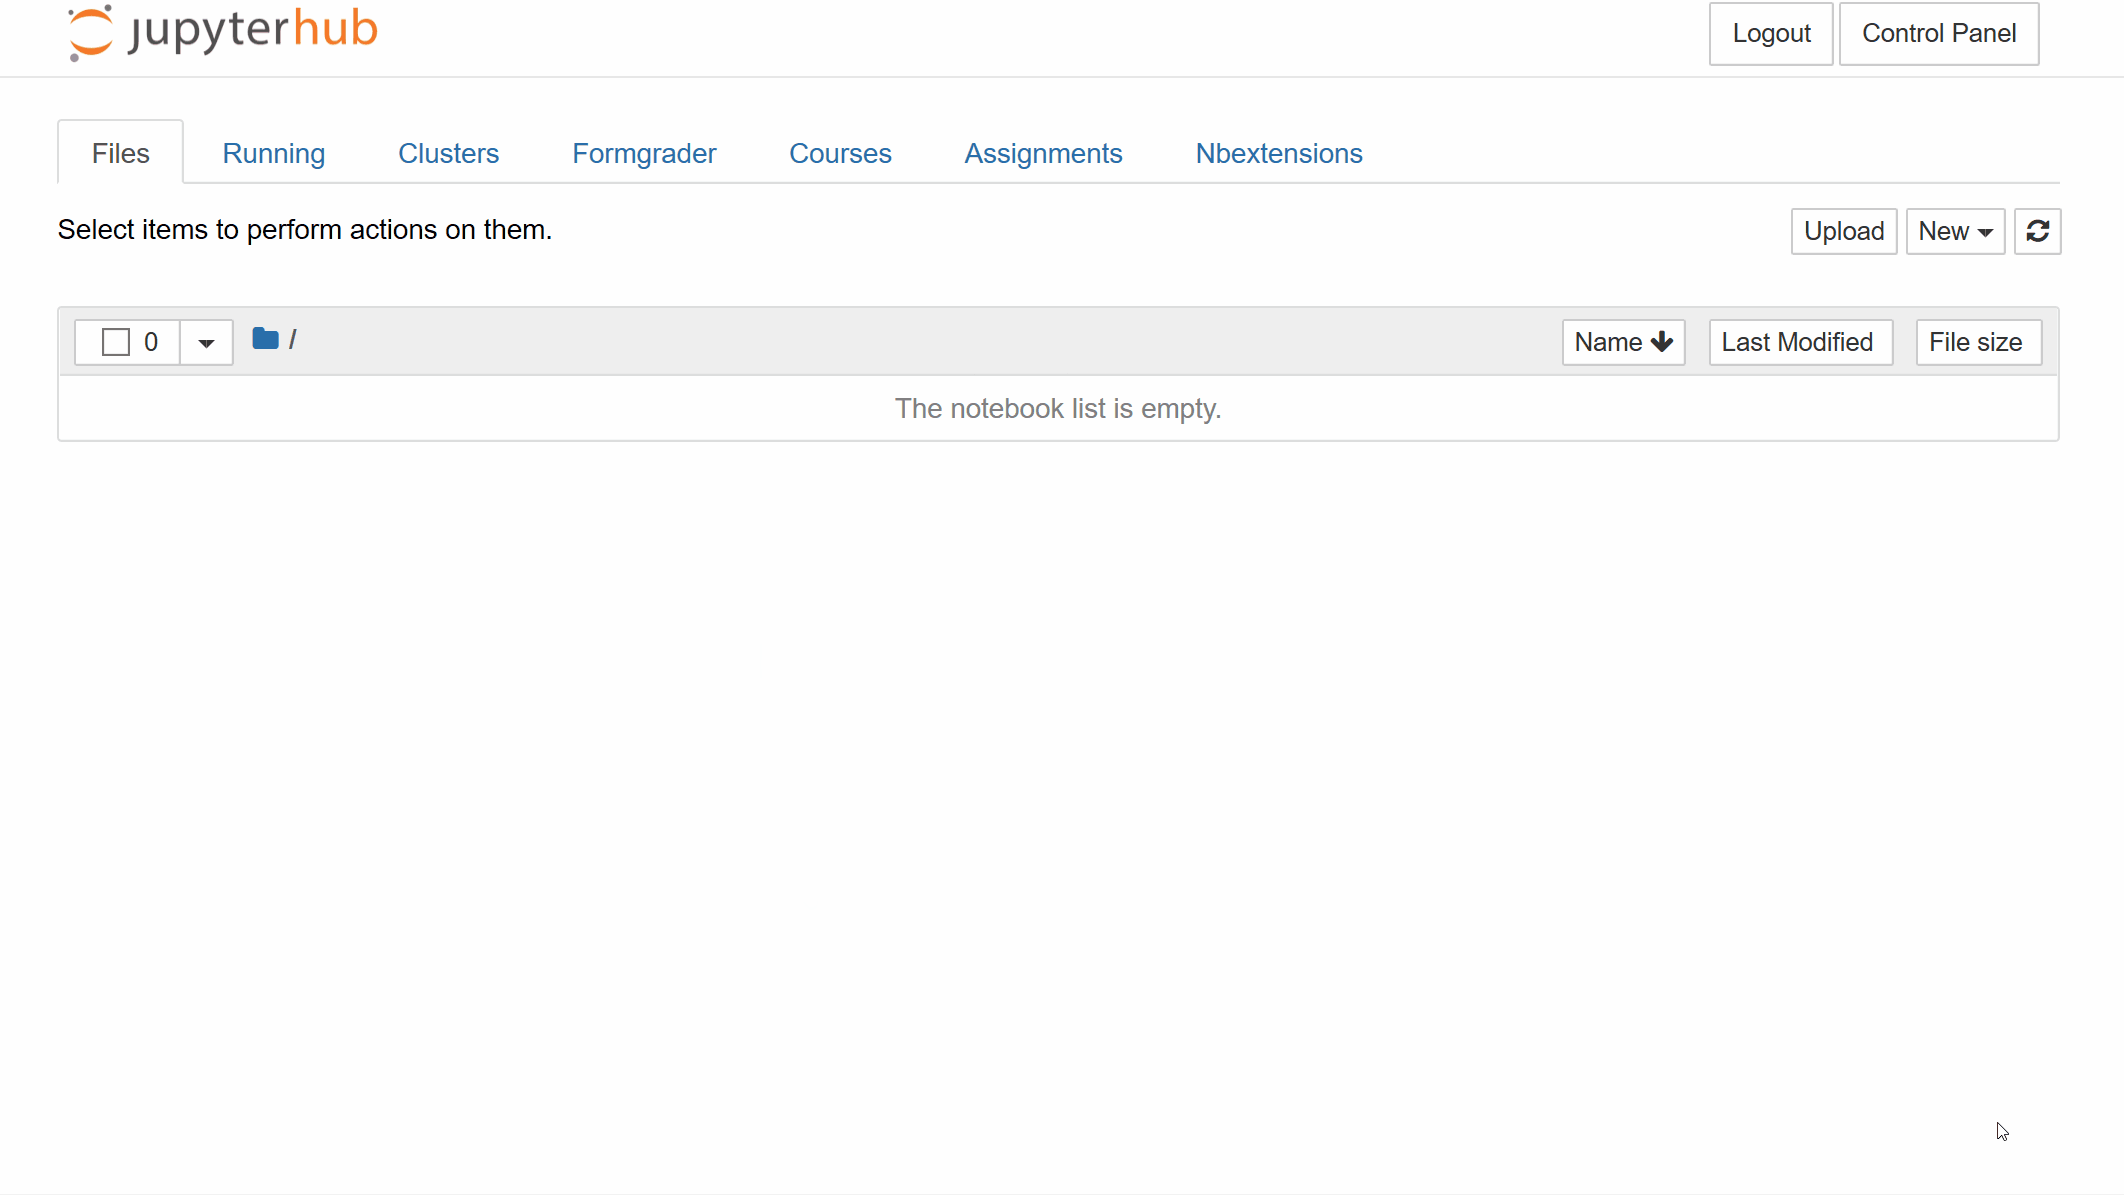 jupyterhub
Logout
Control Panel
Files
Running
Clusters
Formgrader
Courses
Assignments
Nbextensions
Select items to perform actions on them.
Upload
New
0
/
Name
Last Modified
File size
The notebook list is empty.